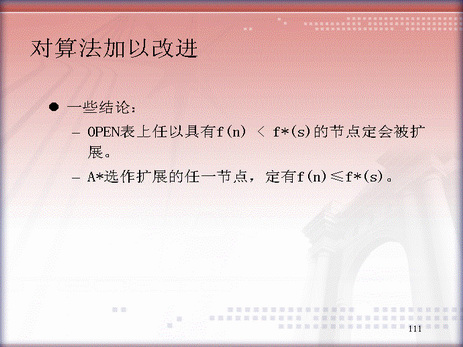 对算法加以改进
● 一些结论：
– OPEN表上任以具有f(n) < f*(s)的节点定会被扩
展。
– A*选作扩展的任一节点，定有f(n)≤f*(s)。
111